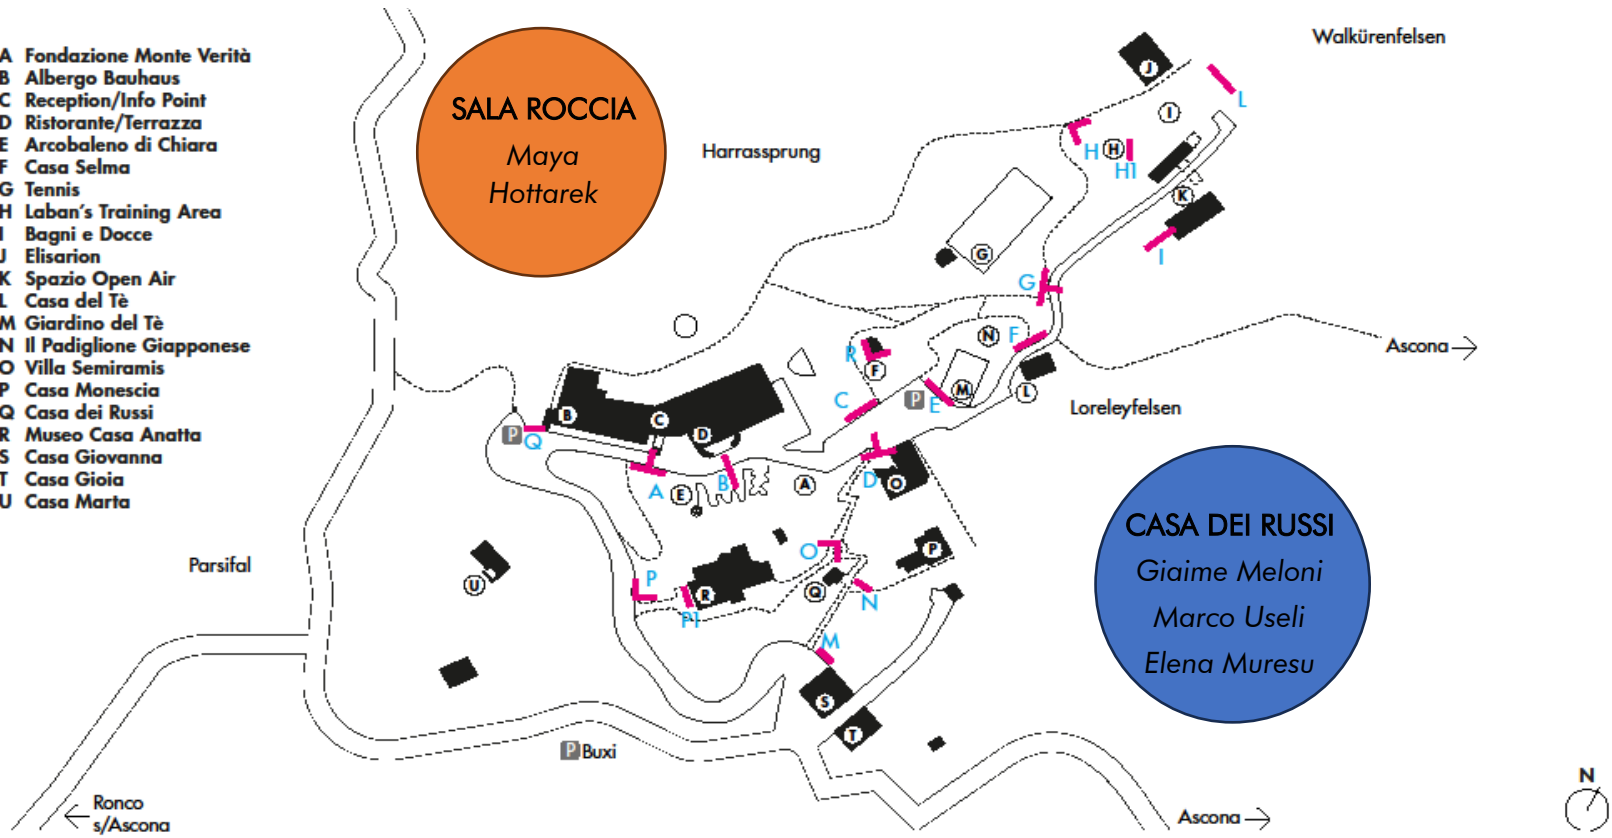 A Fondazione Monte Verità
B Albergo Bauhaus
C Reception/Info Point
D Ristorante/Terrazza
E Arcobaleno di Chiara
F Casa Selma
G Tennis
H Laban's Training Area
I Bagni e Docce
J Elisarion
K Spazio Open Air
L Casa del Tè
M Giardino del Tè
N Il Padiglione Giapponese
O Villa Semiramis
P Casa Monescia
Q Casa dei Russi
R Museo Casa Anatta
S Casa Giovanna
T Casa Gioia
U Casa Marta
SALA ROCCIA
Maya
Hottarek
Harrassprung
Walkürenfelsen
J
L
I
H H
H1
K
I
G
G
N F
Ascona
R
F
C P E M L
Loreleyfelsen
B C D
P Q
A E B A D O
CASA DEI RUSSI
Giaime Meloni
Marco Useli
Elena Muresu
Parsifal
U
O P
P R Q N
P1
M
S
T
P Buxi
Ronco
s/Ascona
Ascona
N